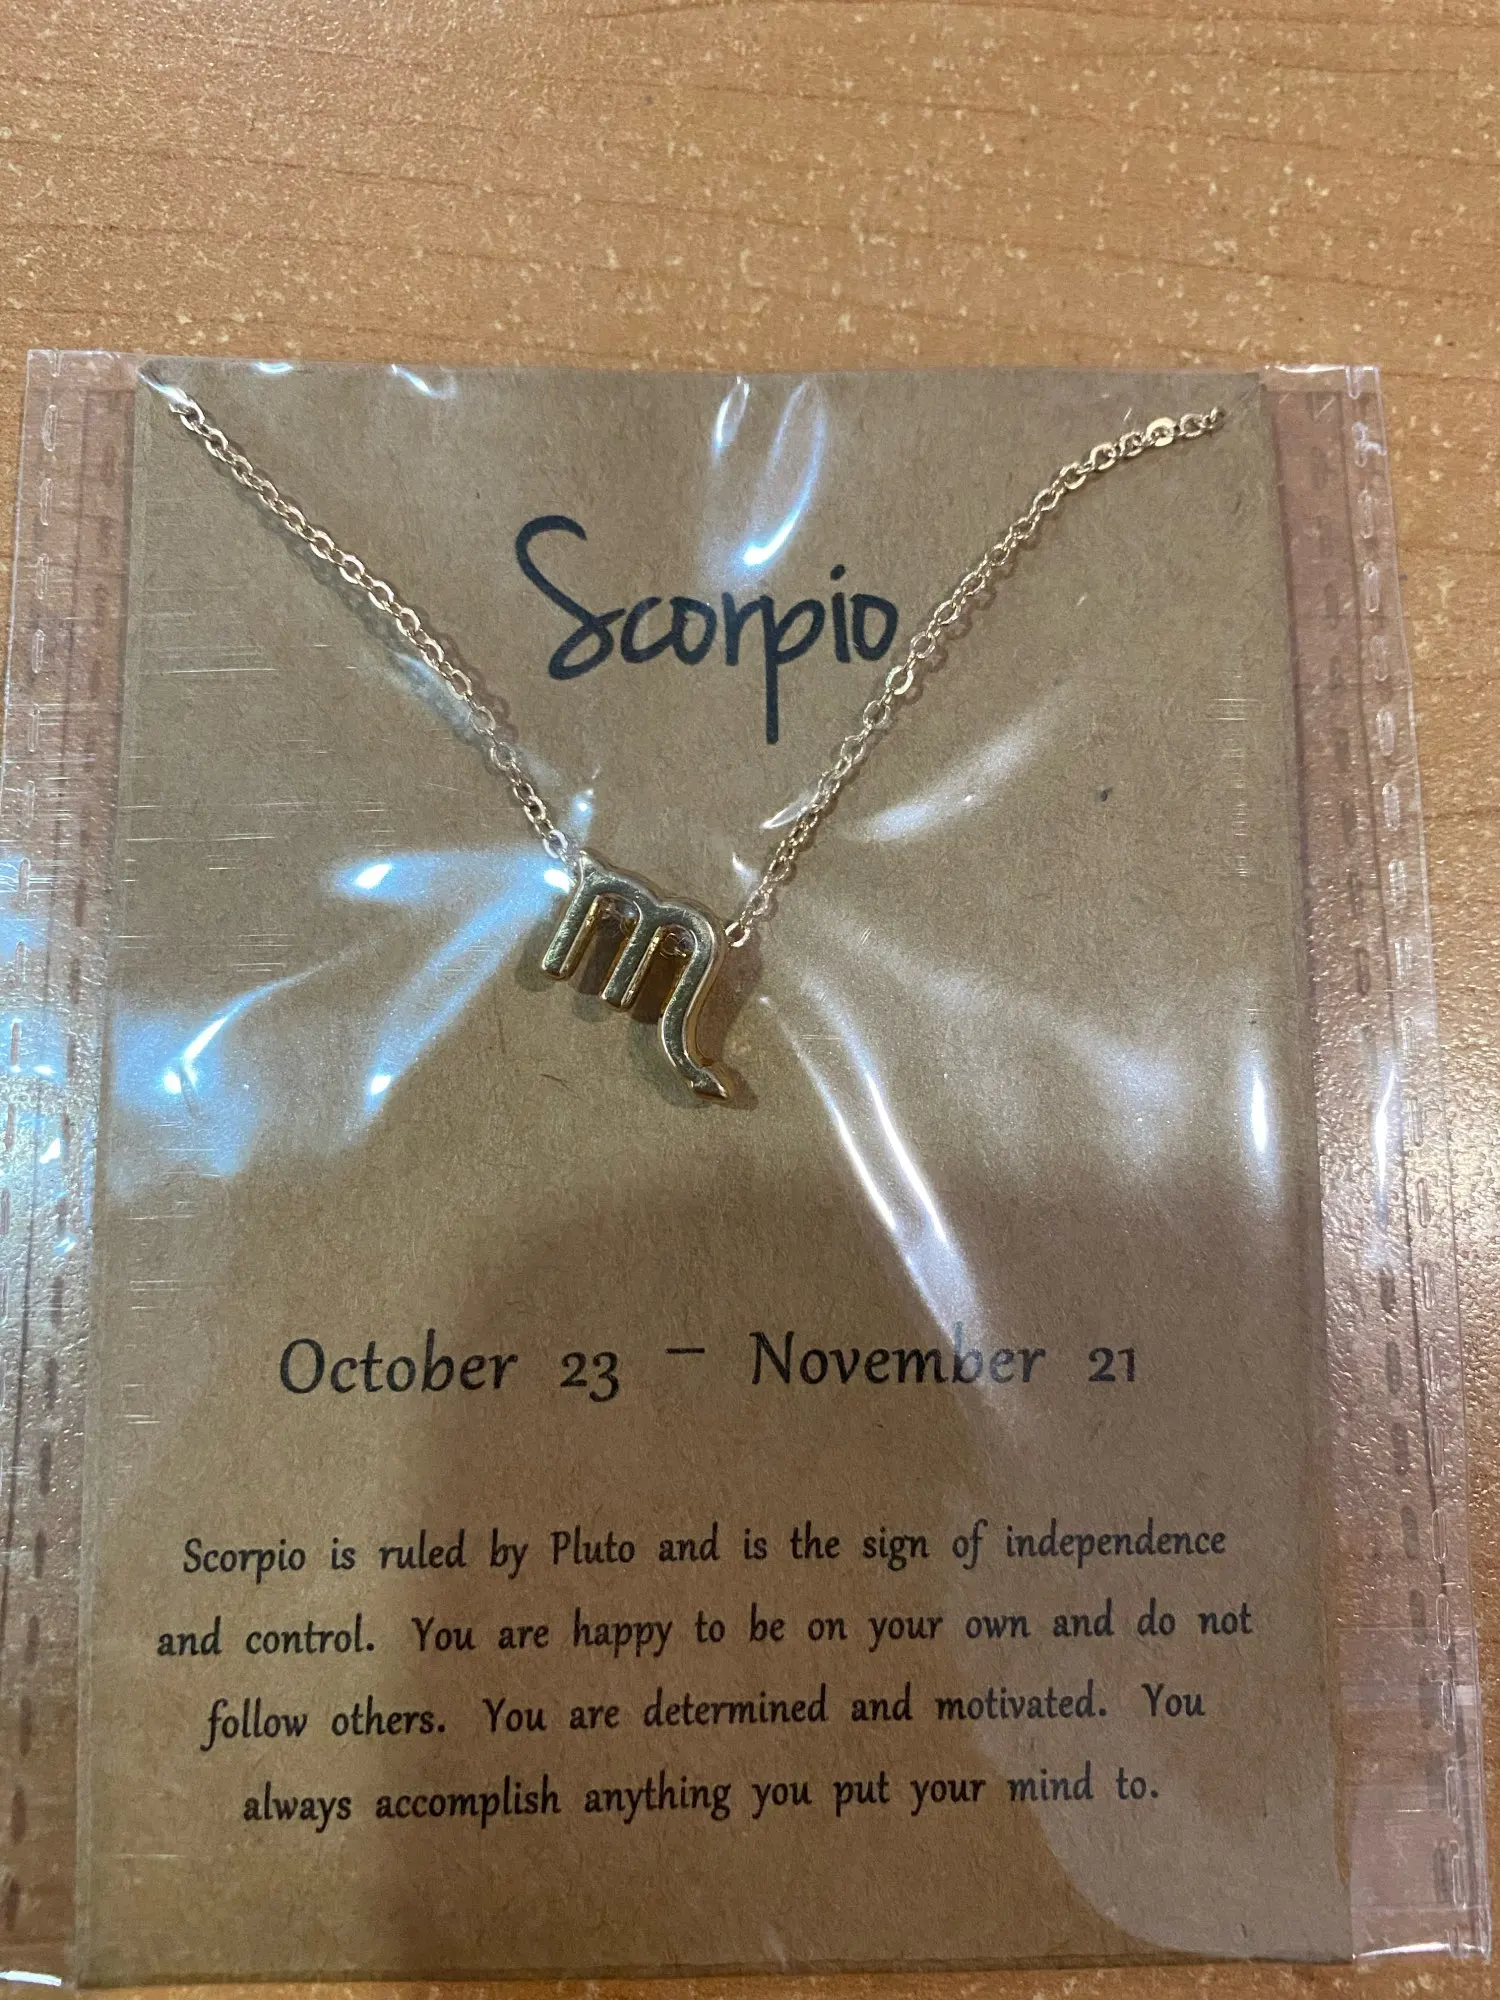 Scorpio
October 23 – November 21
Scorpio is ruled by Pluto and is the sign of independence
and control. You are happy to be on your own and do not
follow others. You are determined and motivated. You
always accomplish anything you put your mind to.